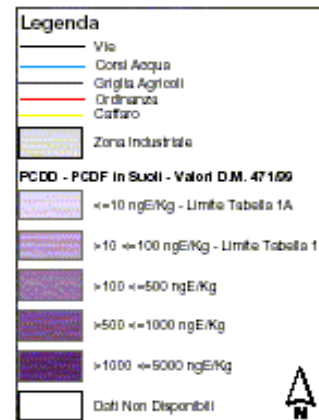 Legenda
Vie
Corsi Acqua
Griglia Agricoli
Ordinanza
Caffaro
Zona Industriale
PCDD - PCDF in Suoli - Valori D.M. 471/99
<=10 ngE/Kg - Limite Tabella 1A
>10 <=100 ngE/Kg - Limite Tabella 1
>100 <=500 ngE/Kg
>500 <=1000 ngE/Kg
>1000 <=5000 ngE/Kg
Dati Non Disponibili
N